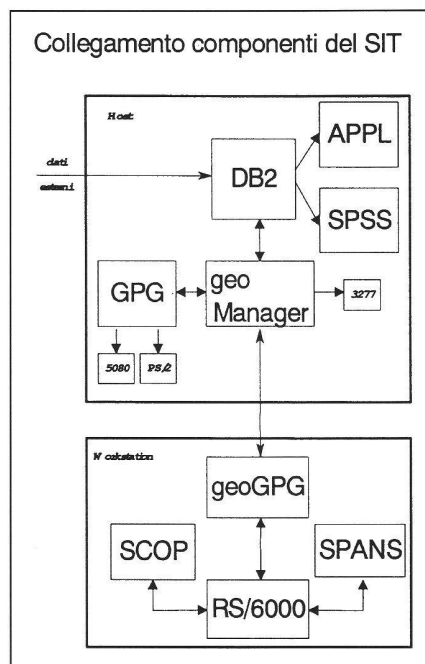 Collegamento componenti del SIT
Host
APPL
dati
esterni
DB2
SPSS
GPG
geo
Manager
3277
5080
PS/2
Workstation
geoGPG
SCOP
SPANS
RS/6000